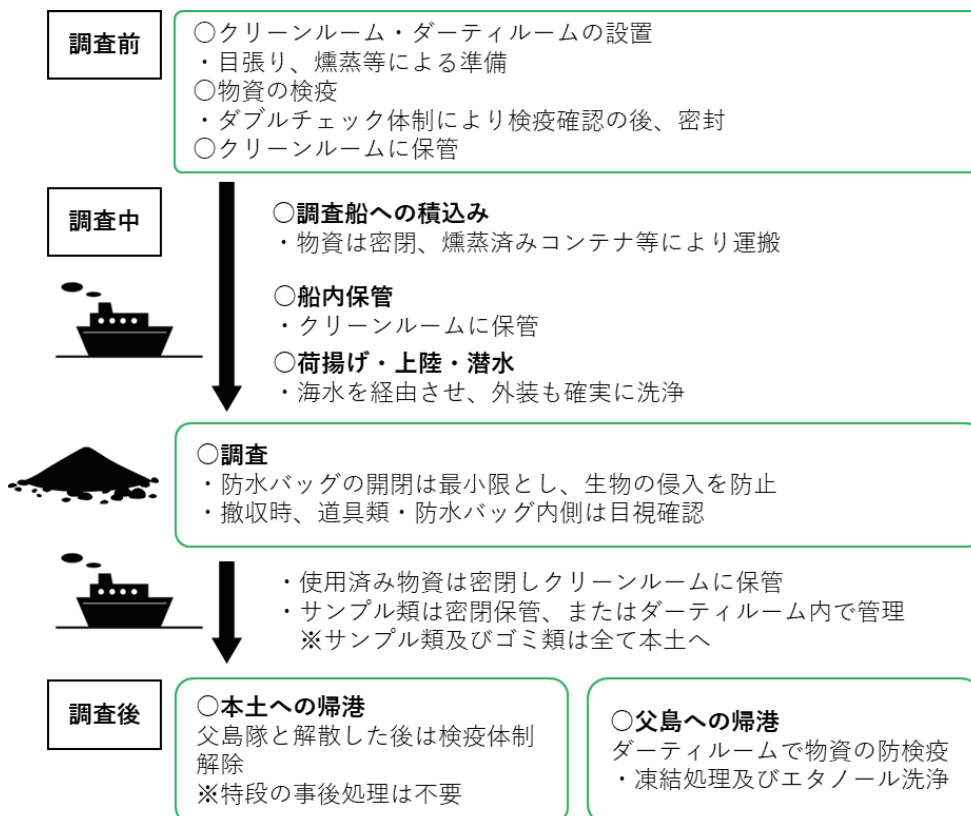 調査前
○クリーンルーム・ダーティルームの設置
・目張り、燻蒸等による準備
○物資の検疫
・ダブルチェック体制により検疫確認の後、密封
○クリーンルームに保管
調査中
○調査船への積込み
・物資は密閉、燻蒸済みコンテナ等により運搬
○船内保管
・クリーンルームに保管
○荷揚げ・上陸・潜水
・海水を経由させ、外装も確実に洗浄
○調査
・防水バッグの開閉は最小限とし、生物の侵入を防止
・撤収時、道具類・防水バッグ内側は目視確認
・使用済み物資は密閉しクリーンルームに保管
・サンプル類は密閉保管、またはダーティルーム内で管理
※サンプル類及びゴミ類は全て本土へ
調査後
○本土への帰港
父島隊と解散した後は検疫体制
解除
※特段の事後処理は不要
○父島への帰港
ダーティルームで物資の防検疫
・凍結処理及びエタノール洗浄